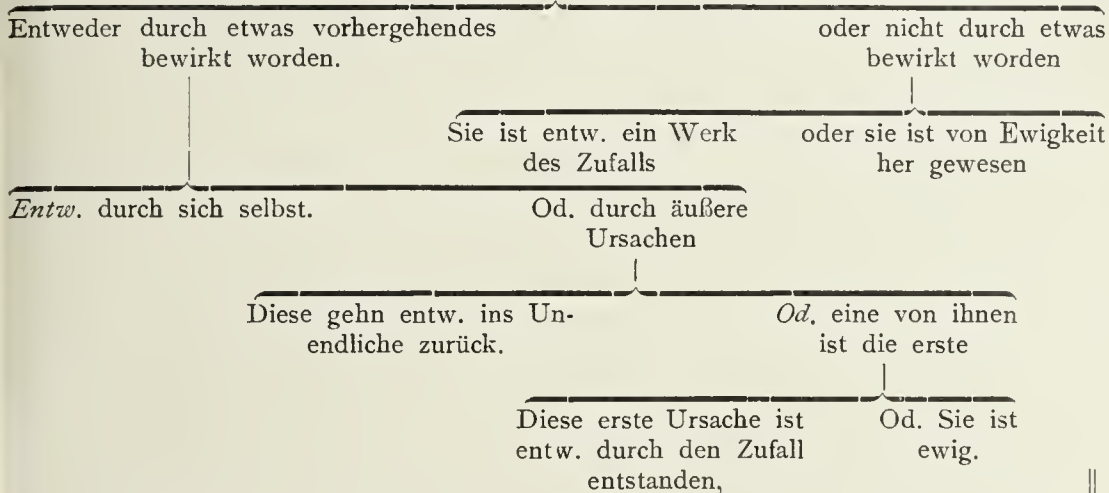 Entweder durch etwas vorhergehendes
bewirkt worden.
oder nicht durch etwas
bewirkt worden
Sie ist entw. ein Werk
des Zufalls
oder sie ist von Ewigkeit
her gewesen
Entw. durch sich selbst.
Od. durch äußere
Ursachen
Diese gehn entw. ins Un-
endliche zurück.
Od. eine von ihnen
ist die erste
Diese erste Ursache ist
entw. durch den Zufall
entstanden,
Od. Sie ist
ewig.
||